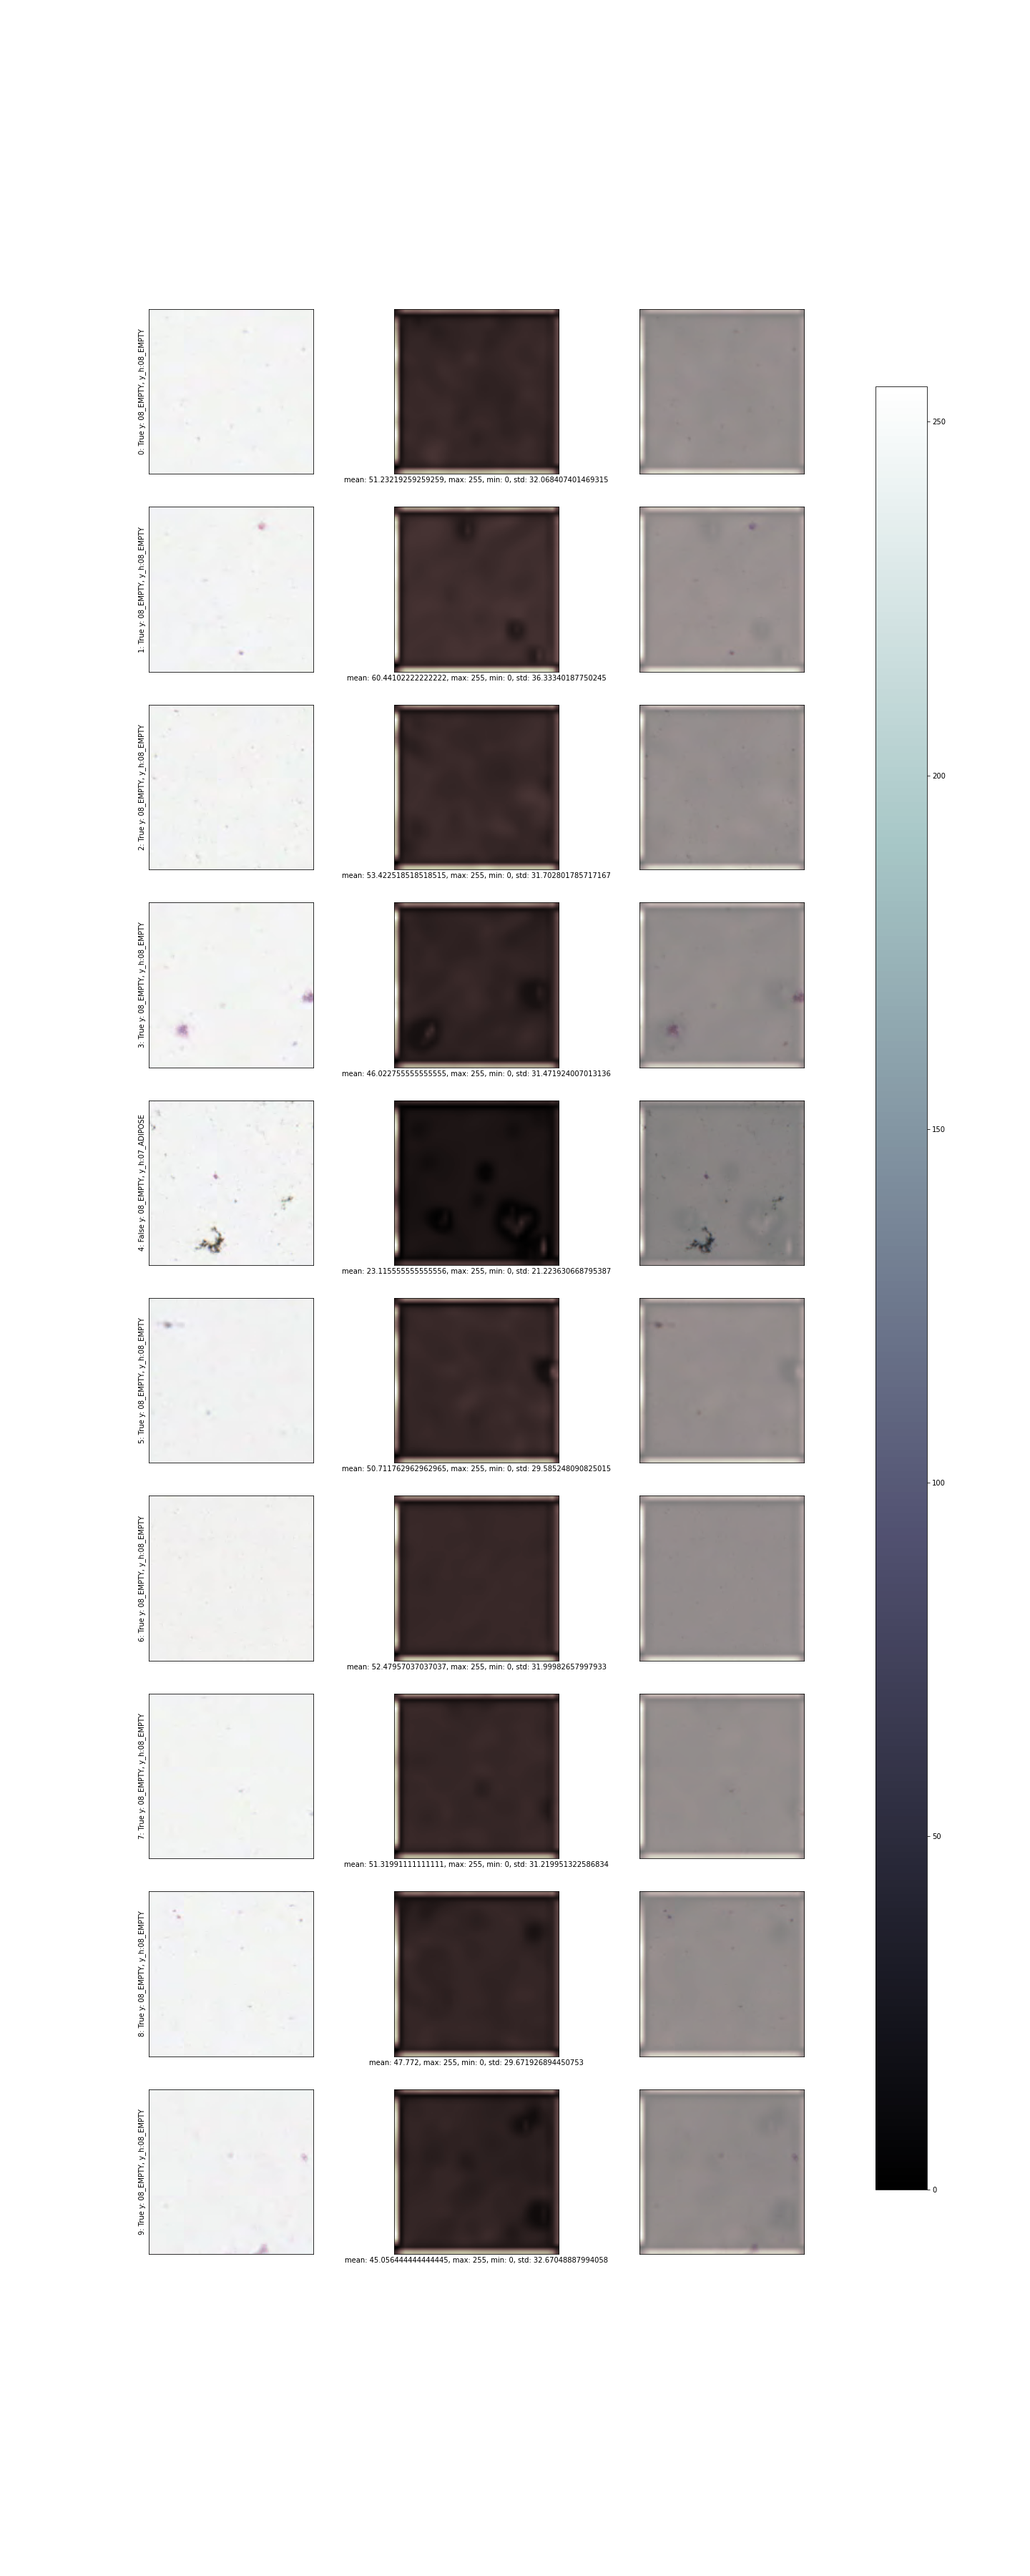 0: True y: 08_EMPTY, y_h:08_EMPTY
mean: 51.23219259259259, max: 255, min: 0, std: 32.068407401469315
1: True y: 08_EMPTY, y_h:08_EMPTY
mean: 60.44102222222222, max: 255, min: 0, std: 36.33340187750245
2: True y: 08_EMPTY, y_h:08_EMPTY
mean: 53.422518518518515, max: 255, min: 0, std: 31.702801785717167
3: True y: 08_EMPTY, y_h:08_EMPTY
mean: 46.022755555555555, max: 255, min: 0, std: 31.471924007013136
4: False y: 08_EMPTY, y_h:07_ADIPOSE
mean: 23.115555555555556, max: 255, min: 0, std: 21.223630668795387
5: True y: 08_EMPTY, y_h:08_EMPTY
mean: 50.711762962962965, max: 255, min: 0, std: 29.585248090825015
6: True y: 08_EMPTY, y_h:08_EMPTY
mean: 52.47957037037037, max: 255, min: 0, std: 31.99982657997933
7: True y: 08_EMPTY, y_h:08_EMPTY
mean: 51.31991111111111, max: 255, min: 0, std: 31.219951322586834
8: True y: 08_EMPTY, y_h:08_EMPTY
mean: 47.772, max: 255, min: 0, std: 29.671926894450753
9: True y: 08_EMPTY, y_h:08_EMPTY
mean: 45.056444444444445, max: 255, min: 0, std: 32.67048887994058
250
200
150
100
50
0